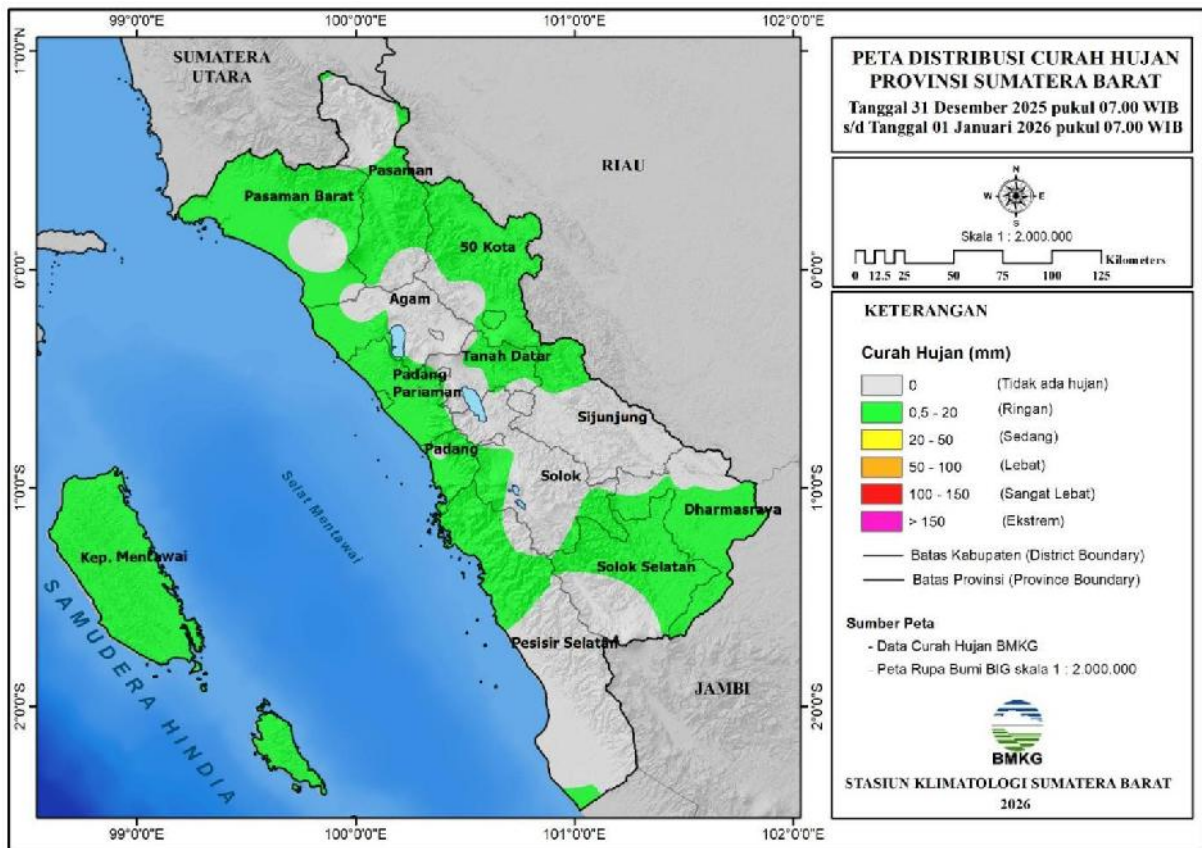 99°0'0"E
100°0'0"E
101°0'0"E
102°0'0"E
1°0'0"N
0°0'0"
1°0'0"S
2°0'0"S
SUMATERA
UTARA
RIAU
Pasaman
Pasaman Barat
50 Kota
Agam
Tanah Datar
Padang
Pariaman
Sijunjung
Padang
Solok
Dharmasraya
Kep. Mentawai
Solok Selatan
Pesisir Selatan
JAMBI
Selat Mentawai
SAMUDERA HINDIA
1°0'0"N
0°0'0"
1°0'0"S
2°0'0"S
99°0'0"E
100°0'0"E
101°0'0"E
102°0'0"E
PETA DISTRIBUSI CURAH HUJAN
PROVINSI SUMATERA BARAT
Tanggal 31 Desember 2025 pukul 07.00 WIB
s/d Tanggal 01 Januari 2026 pukul 07.00 WIB
N
W E
S
Skala 1 : 2.000.000
Kilometers
0 12.5 25 50 75 100 125
KETERANGAN
Curah Hujan (mm)
0 (Tidak ada hujan)
0,5 - 20 (Ringan)
20 - 50 (Sedang)
50 - 100 (Lebat)
100 - 150 (Sangat Lebat)
> 150 (Ekstrem)
Batas Kabupaten (District Boundary)
Batas Provinsi (Province Boundary)
Sumber Peta
- Data Curah Hujan BMKG
- Peta Rupa Bumi BIG skala 1 : 2.000.000
BMKG
STASIUN KLIMATOLOGI SUMATERA BARAT
2026